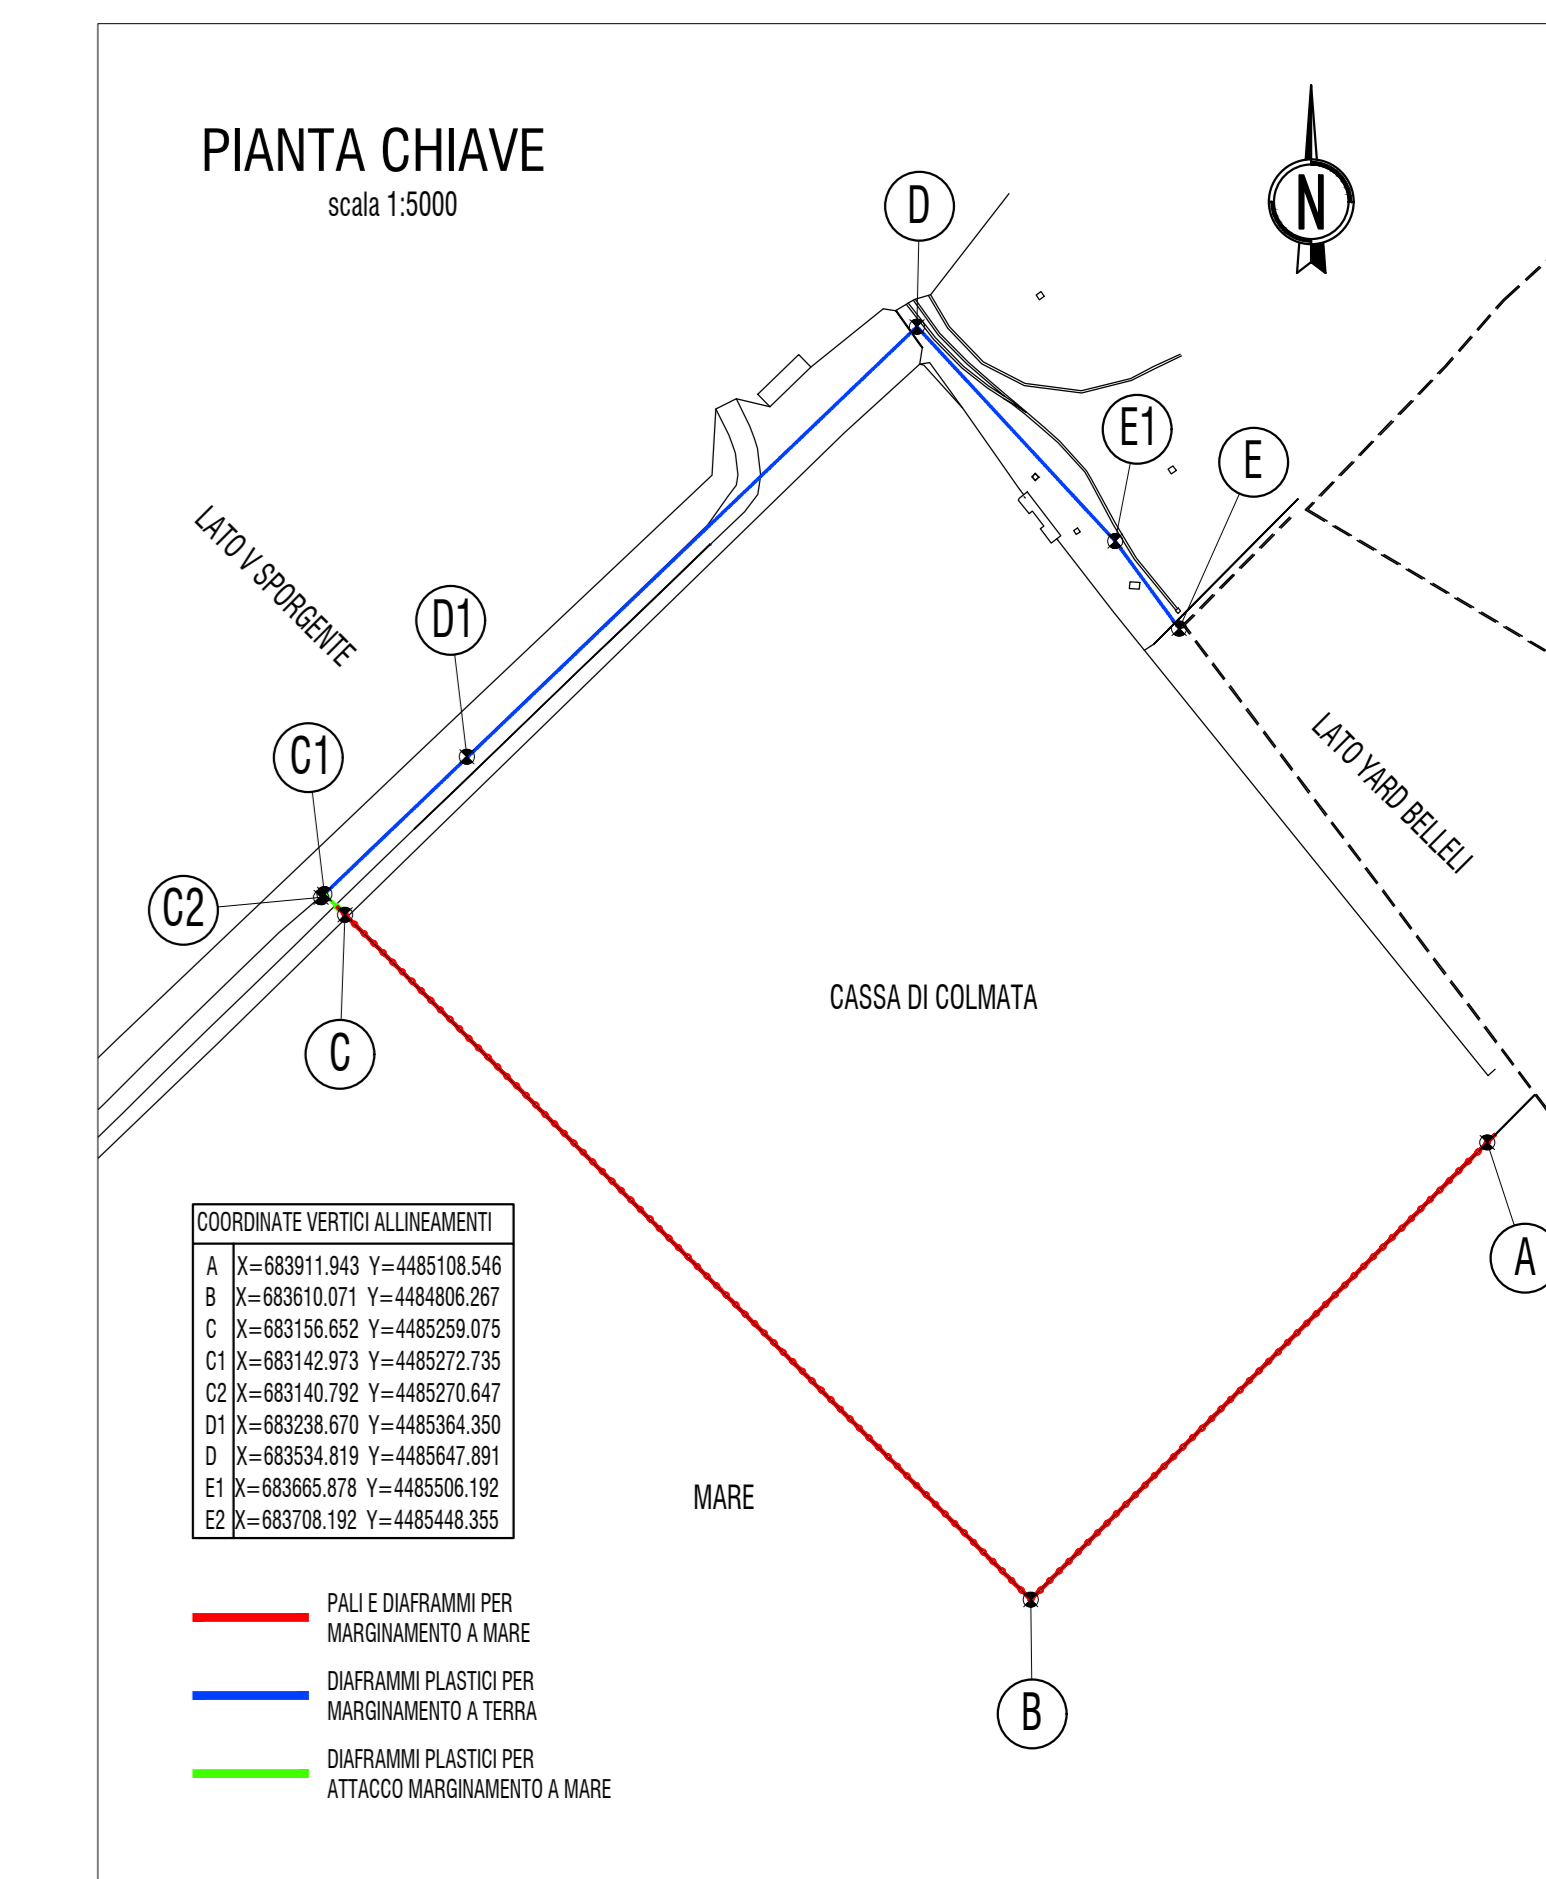 PIANTA CHIAVE
scala 1:5000
N
D
E1
E
LATO V SPORGENTE
D1
C1
LATO YARD BELLELI
C2
CASSA DI COLMATA
C
COORDINATE VERTICI ALLINEAMENTI
A X=683911.943 Y=4485108.546
B X=683610.071 Y=4484806.267
C X=683156.652 Y=4485259.075
C1 X=683142.973 Y=4485272.735
C2 X=683140.792 Y=4485270.647
D1 X=683238.670 Y=4485364.350
D X=683534.819 Y=4485647.891
E1 X=683665.878 Y=4485506.192
E2 X=683708.192 Y=4485448.355
A
MARE
B
PALI E DIAFRAMMI PER
MARGINAMENTO A MARE
DIAFRAMMI PLASTICI PER
MARGINAMENTO A TERRA
DIAFRAMMI PLASTICI PER
ATTACCO MARGINAMENTO A MARE